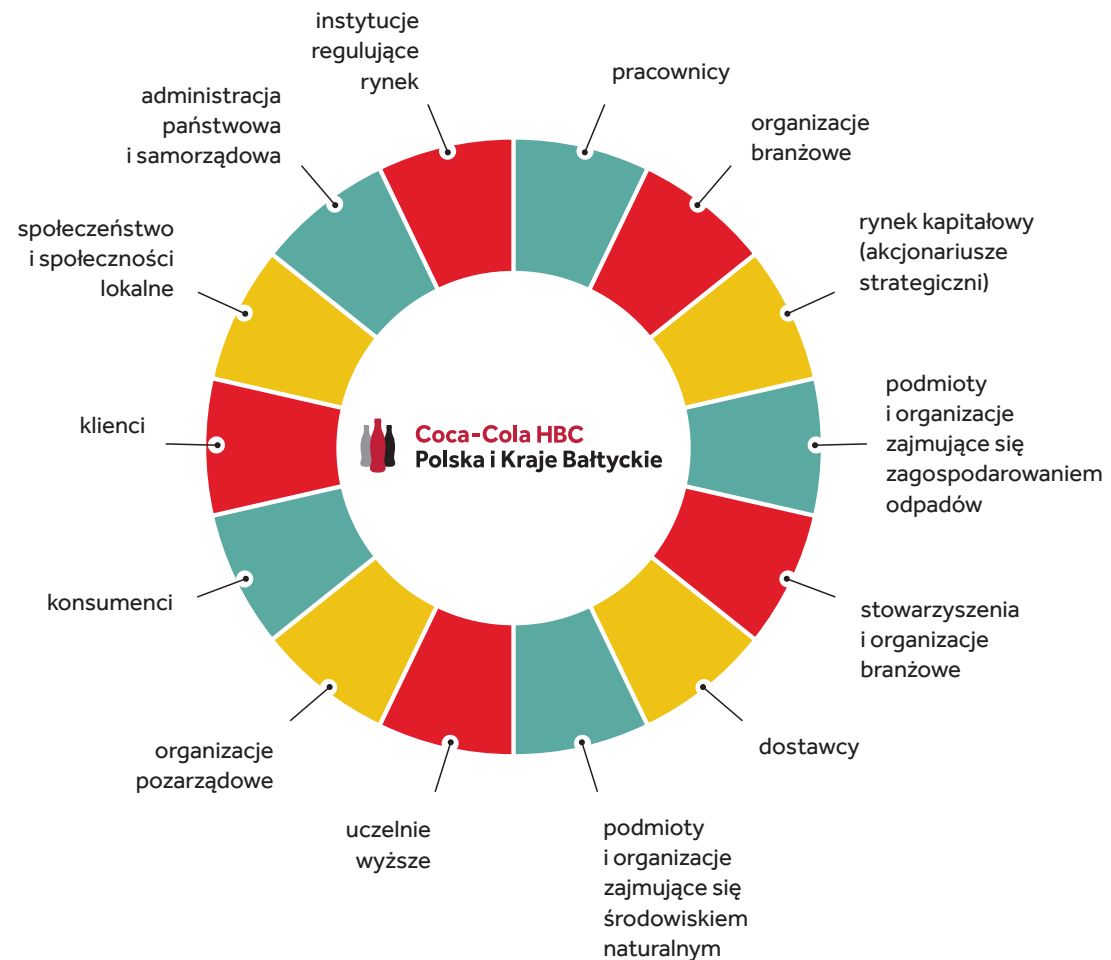 instytucje
regulujące
rynek
pracownicy
organizacje
branżowe
rynek kapitałowy
(akcjonariusze
strategiczni)
podmioty
i organizacje
zajmujące się
zagospodarowaniem
odpadów
stowarzyszenia
i organizacje
branżowe
dostawcy
podmioty
i organizacje
zajmujące się
środowiskiem
naturalnym
uczelnie
wyższe
organizacje
pozarządowe
konsumenci
klienci
społeczeństwo
i społeczności
lokalne
administracja
państwowa
i samorządowa
Coca-Cola HBC
Polska i Kraje Bałtyckie